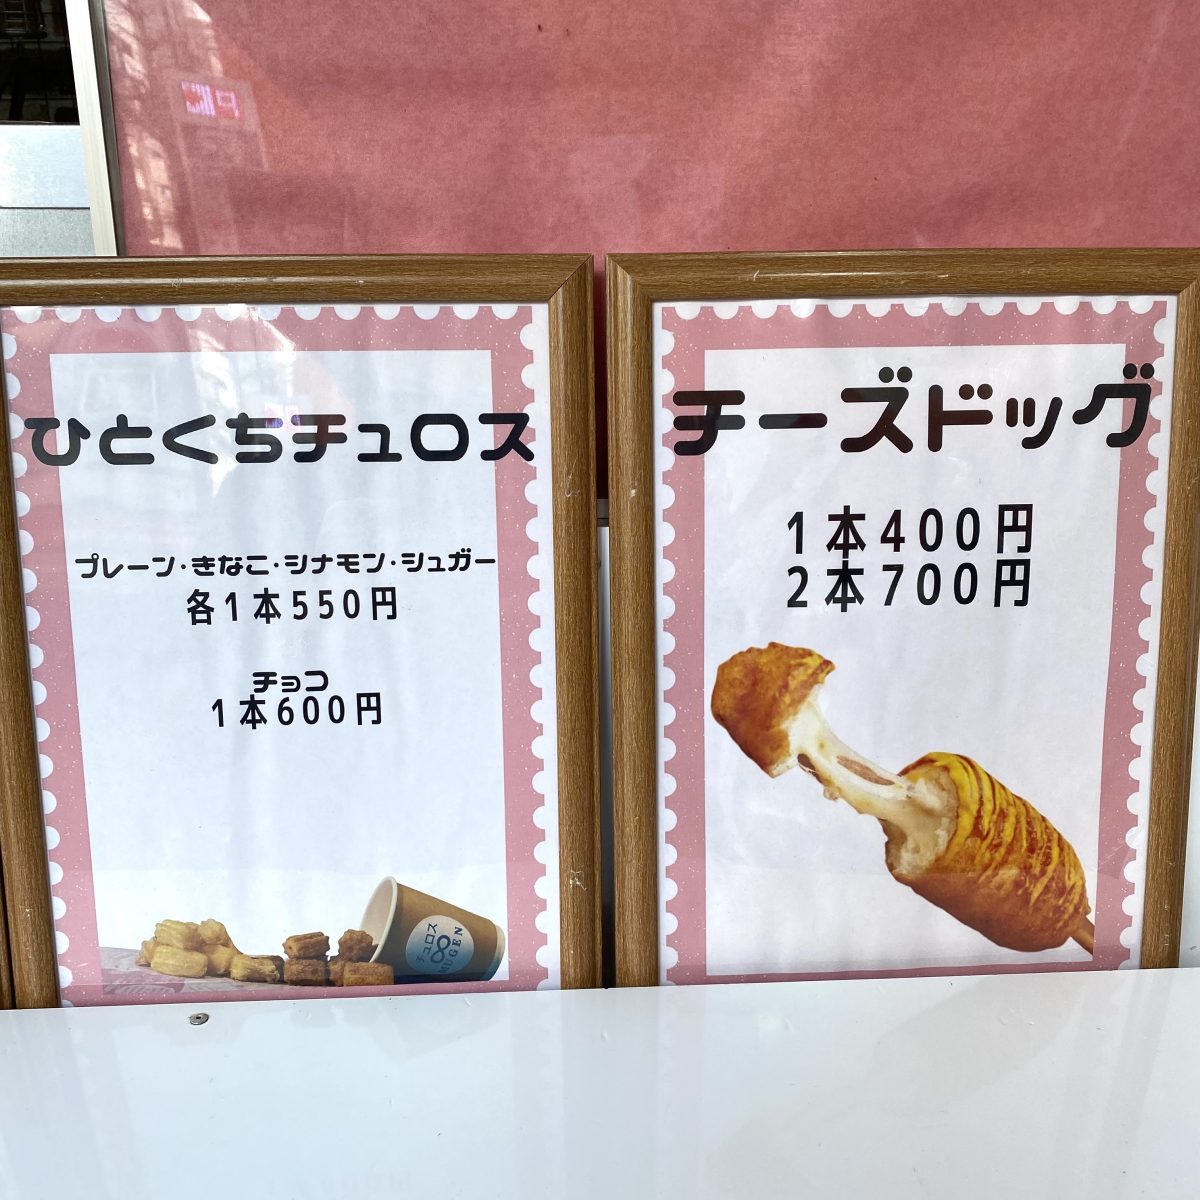 ひとくちチュロス
プレーン・きなこ・シナモン・シュガー
各1本550円
チョコ
1本600円
チュロス
MUGEN
チーズドッグ
1本400円
2本700円